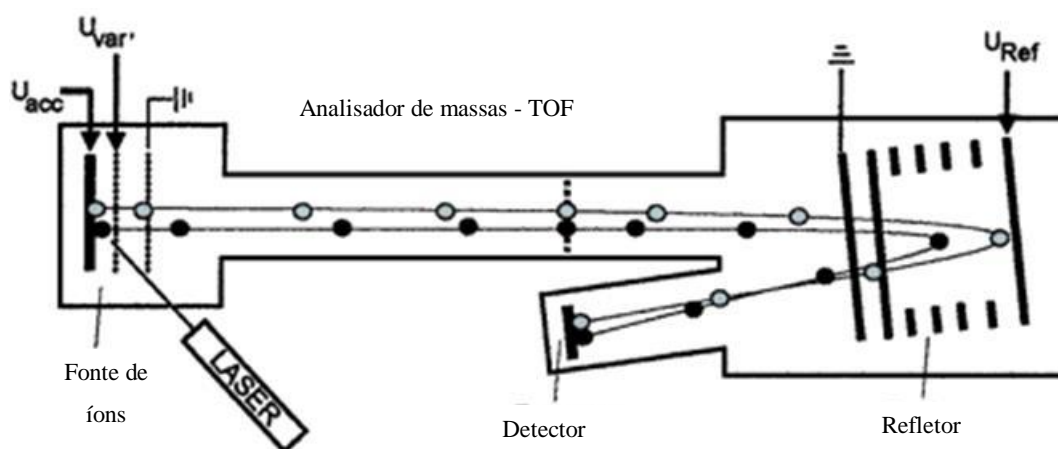 U_var,
U_acc
U_Ref
Analisador de massas - TOF
LASER
Fonte de
íons
Detector
Refletor